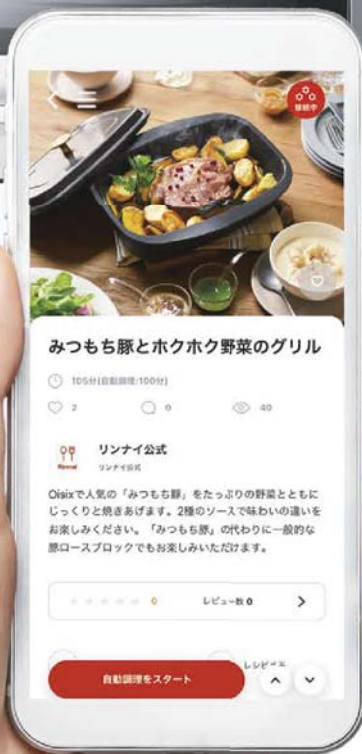 接続中
みつもち豚とホクホク野菜のグリル
105分(自動調理:100分)
2 0 40
Rinnai
リンナイ公式
リンナイ公式
Oisixで人気の「みつもち豚」をたっぷりの野菜とともに
じっくりと焼きあげます。2種のソースで味わいの違いを
お楽しみください。「みつもち豚」の代わりに一般的な
豚ロースブロックでもお楽しみいただけます。
0 レビュー数 0
自動調理をスタート